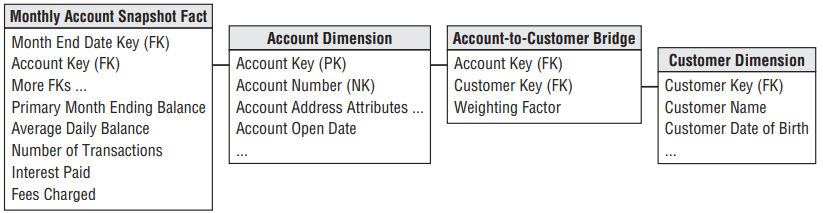 Monthly Account Snapshot Fact
Month End Date Key (FK)
Account Key (FK)
More FKs ...
Primary Month Ending Balance
Average Daily Balance
Number of Transactions
Interest Paid
Fees Charged
Account Dimension
Account Key (PK)
Account Number (NK)
Account Address Attributes ...
Account Open Date
...
Account-to-Customer Bridge
Account Key (FK)
Customer Key (FK)
Weighting Factor
Customer Dimension
Customer Key (FK)
Customer Name
Customer Date of Birth
...